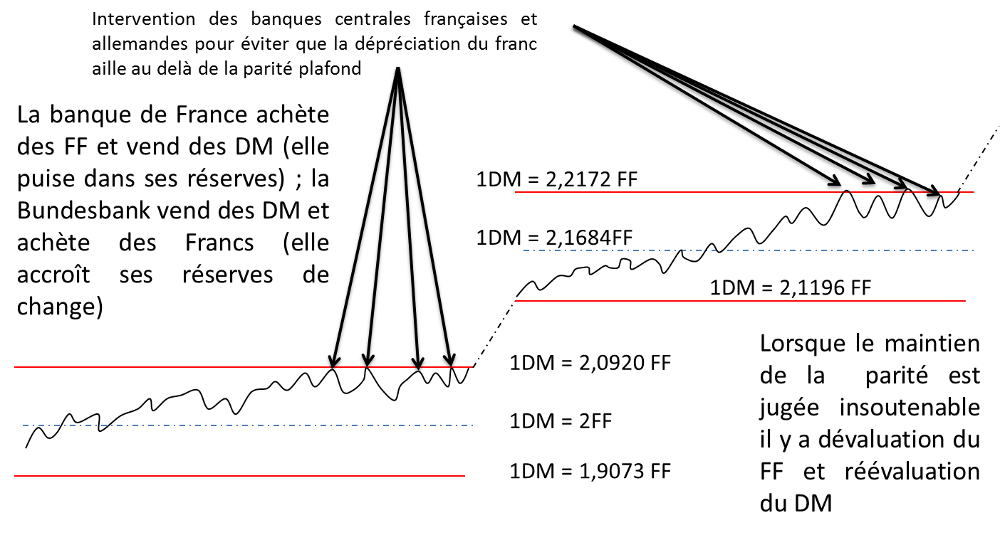 Intervention des banques centrales françaises et
allemandes pour éviter que la dépréciation du franc
aille au delà de la parité plafond
La banque de France achète
des FF et vend des DM (elle
puise dans ses réserves) ; la
Bundesbank vend des DM et
achète des Francs (elle
accroît ses réserves de
change)
1DM = 2,2172 FF
1DM = 2,1684FF
1DM = 2,1196 FF
1DM = 2,0920 FF
1DM = 2FF
1DM = 1,9073 FF
Lorsque le maintien
de la parité est
jugée insoutenable
il y a dévaluation du
FF et réévaluation
du DM